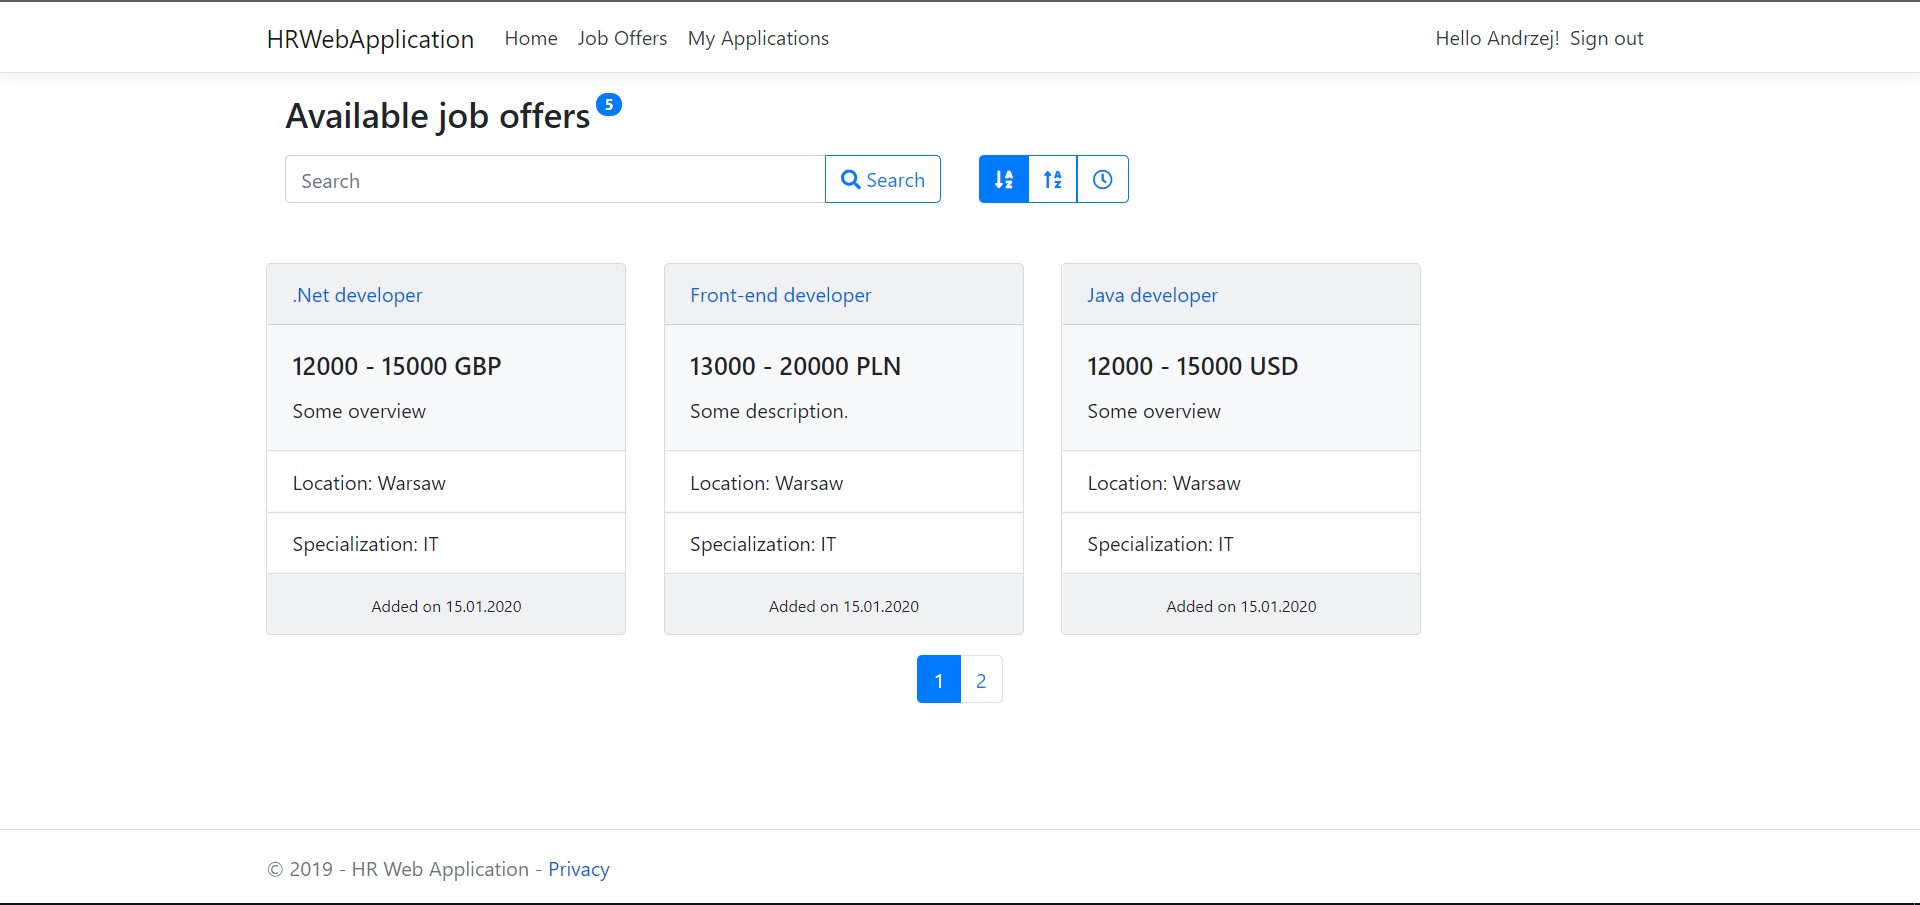 HRWebApplication Home Job Offers My Applications Hello Andrzej! Sign out
Available job offers 5
Search Search
.Net developer
12000 - 15000 GBP
Some overview
Location: Warsaw
Specialization: IT
Added on 15.01.2020
Front-end developer
13000 - 20000 PLN
Some description.
Location: Warsaw
Specialization: IT
Added on 15.01.2020
Java developer
12000 - 15000 USD
Some overview
Location: Warsaw
Specialization: IT
Added on 15.01.2020
1 2
© 2019 - HR Web Application - Privacy